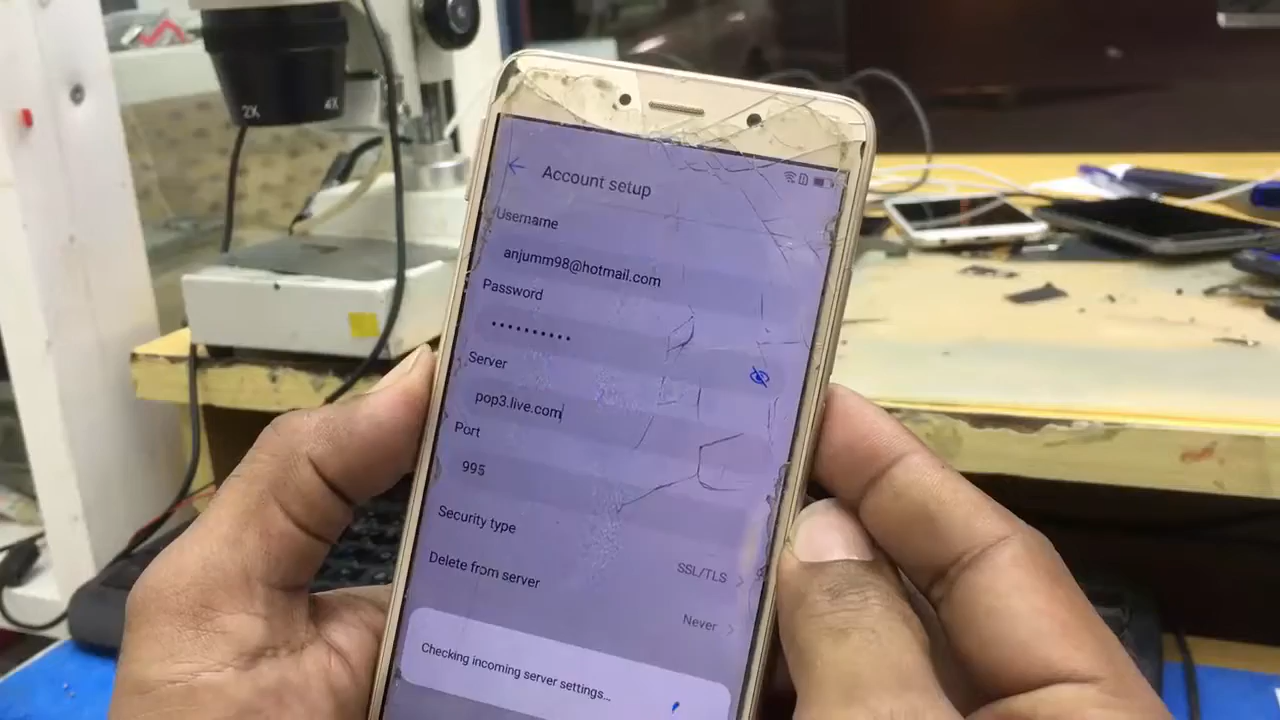 2X
4X
Account setup
Username
anjumm98@hotmail.com
Password
••••••••••
Server
pop3.live.com
Port
995
Security type
SSL/TLS
Delete from server
Never
Checking incoming server settings...